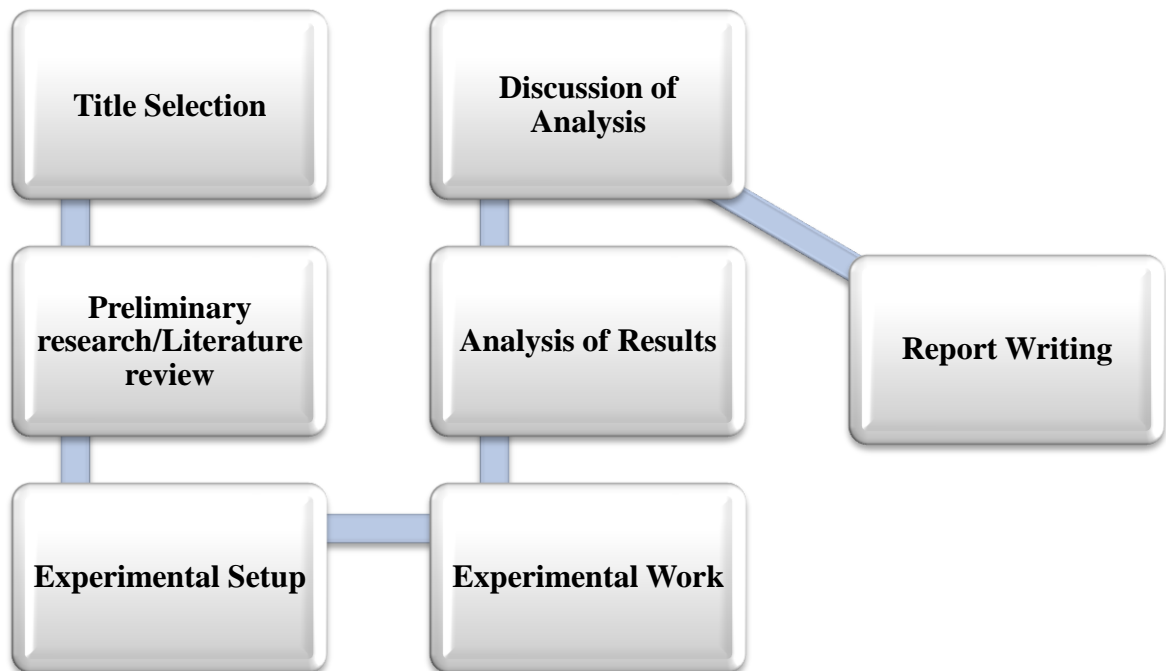 Title Selection
Preliminary
research/Literature
review
Experimental Setup
Experimental Work
Analysis of Results
Discussion of
Analysis
Report Writing